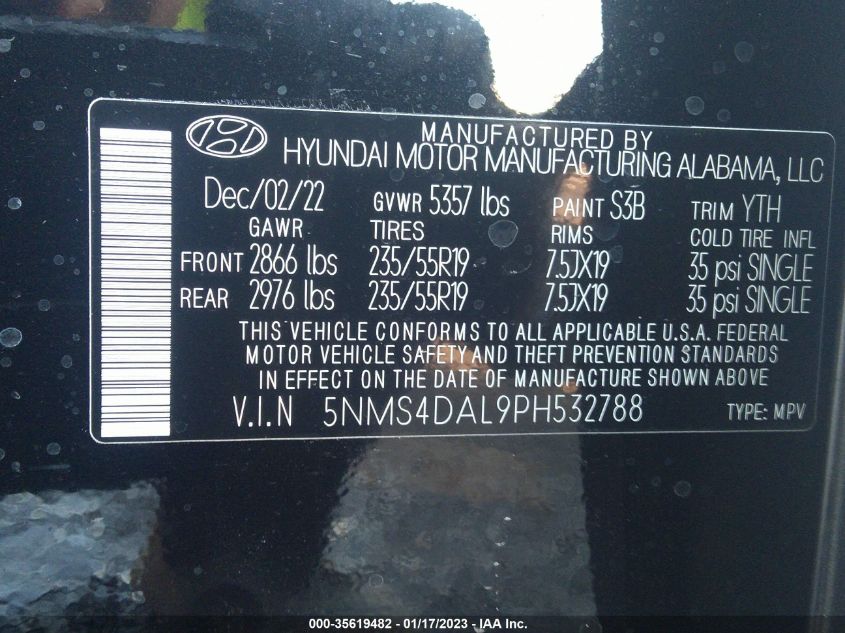 MANUFACTURED BY
HYUNDAI MOTOR MANUFACTURING ALABAMA, LLC
Dec/02/22 GVWR 5357 lbs PAINT S3B TRIM YTH
GAWR TIRES RIMS COLD TIRE INFL
FRONT 2866 lbs 235/55R19 7.5JX19 35 psi SINGLE
REAR 2976 lbs 235/55R19 7.5JX19 35 psi SINGLE
THIS VEHICLE CONFORMS TO ALL APPLICABLE U.S.A. FEDERAL
MOTOR VEHICLE SAFETY AND THEFT PREVENTION STANDARDS
IN EFFECT ON THE DATE OF MANUFACTURE SHOWN ABOVE
V.I.N 5NMS4DAL9PH532788 TYPE: MPV
000-35619482 - 01/17/2023 - IAA Inc.